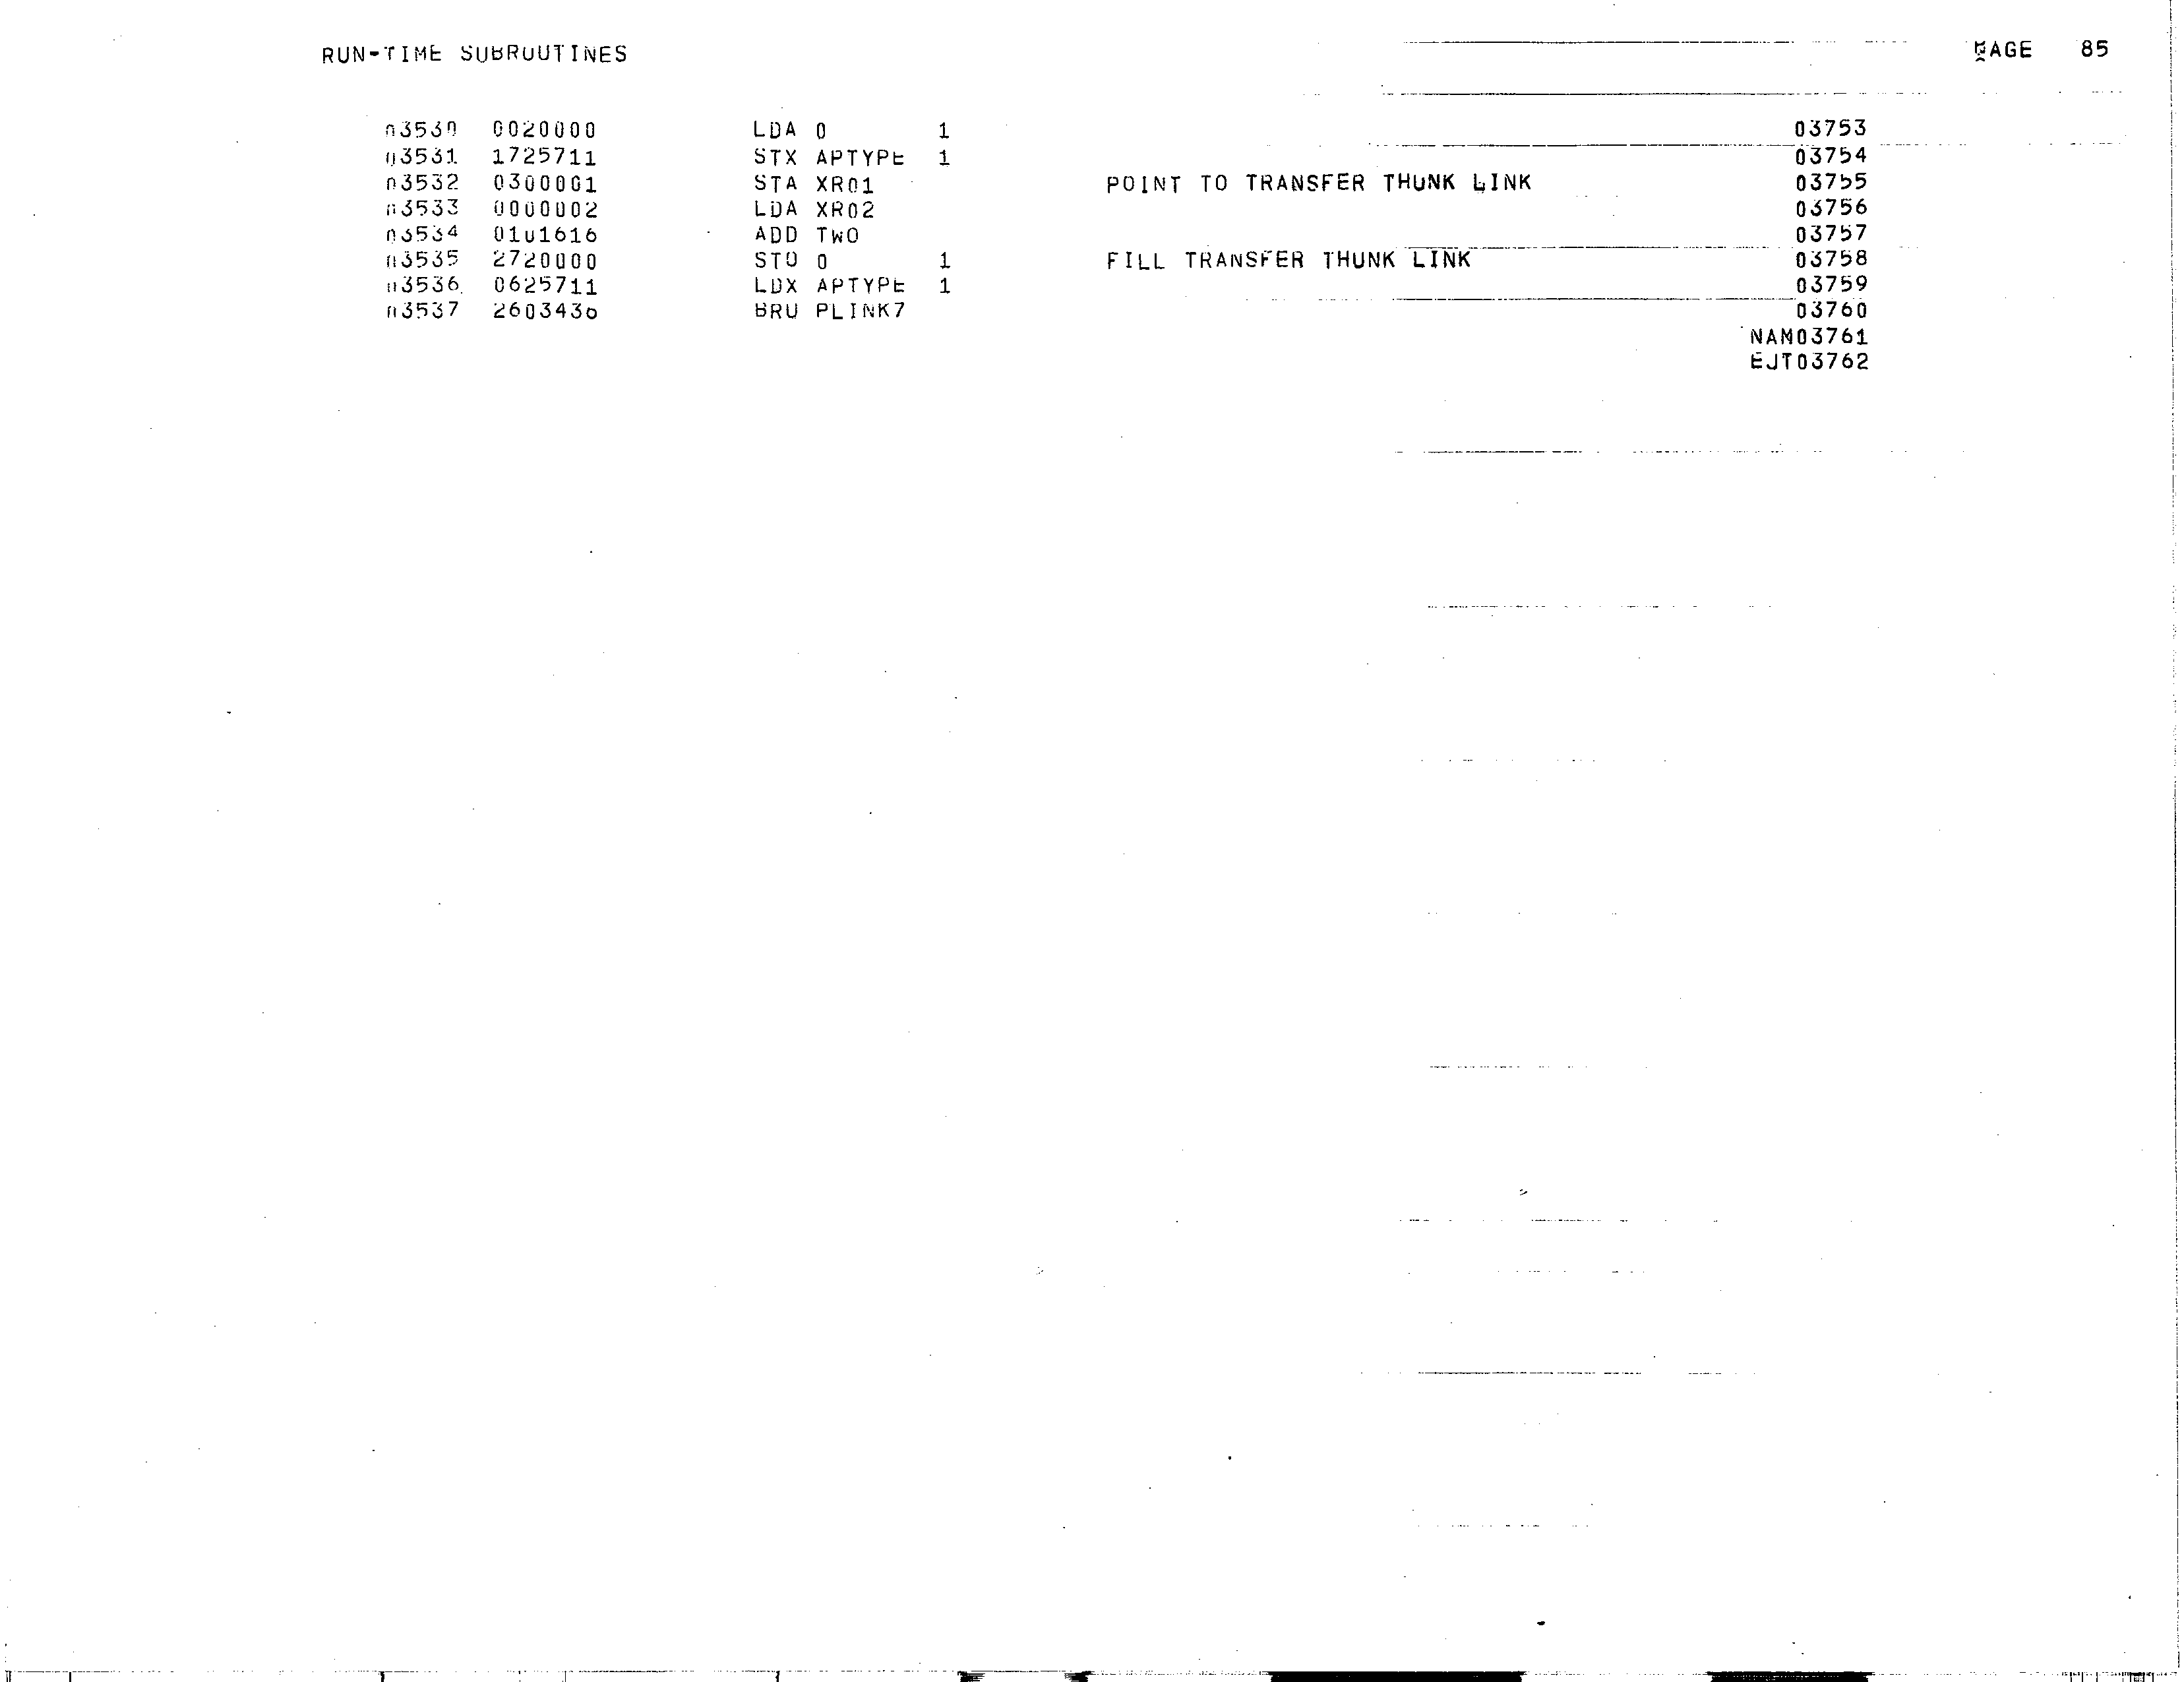 RUN-TIME SUBROUTINES PAGE 85
03530 0020000 LDA 0 1 03753
03531 1725711 STX APTYPE 1 03754
03532 0300001 STA XR01 POINT TO TRANSFER THUNK LINK 03755
03533 0000002 LDA XR02 03756
03534 0101616 ADD TWO 03757
03535 2720000 STO 0 1 FILL TRANSFER THUNK LINK 03758
03536 0625711 LDX APTYPE 1 03759
03537 2603436 BRU PLINK7 03760
NAM03761
EJT03762